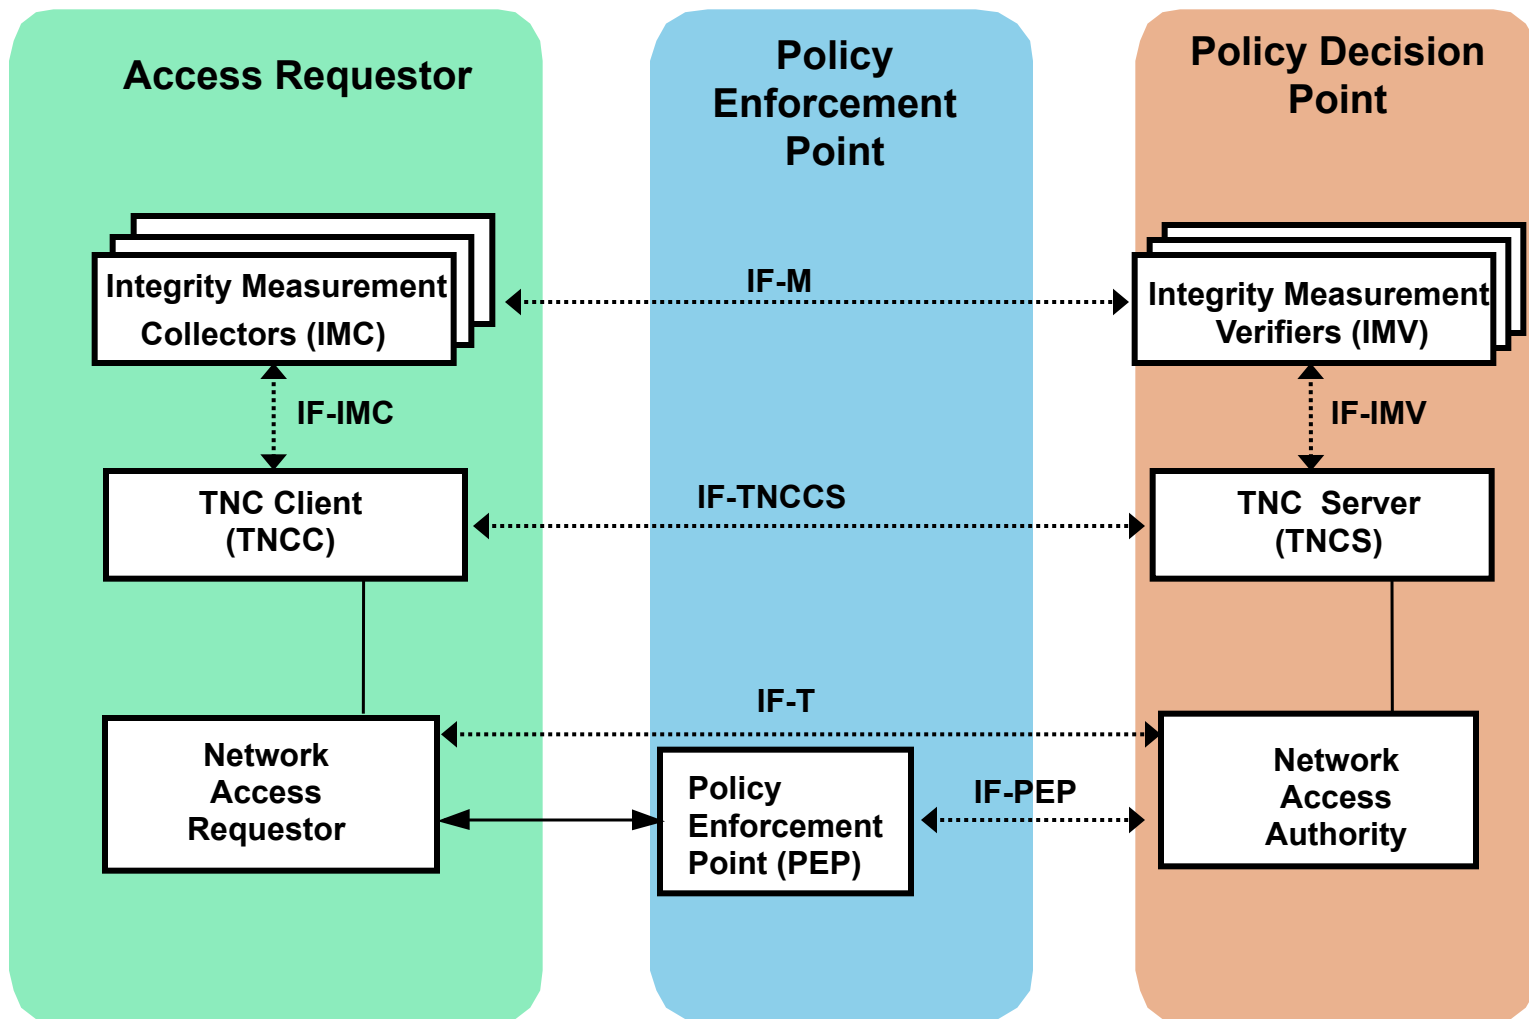 Access Requestor
Policy
Enforcement
Point
Policy Decision
Point
Integrity Measurement
Collectors (IMC)
IF-M
Integrity Measurement
Verifiers (IMV)
IF-IMC
IF-IMV
TNC Client
(TNCC)
IF-TNCCS
TNC Server
(TNCS)
IF-T
Network
Access
Requestor
Policy
Enforcement
Point (PEP)
IF-PEP
Network
Access
Authority